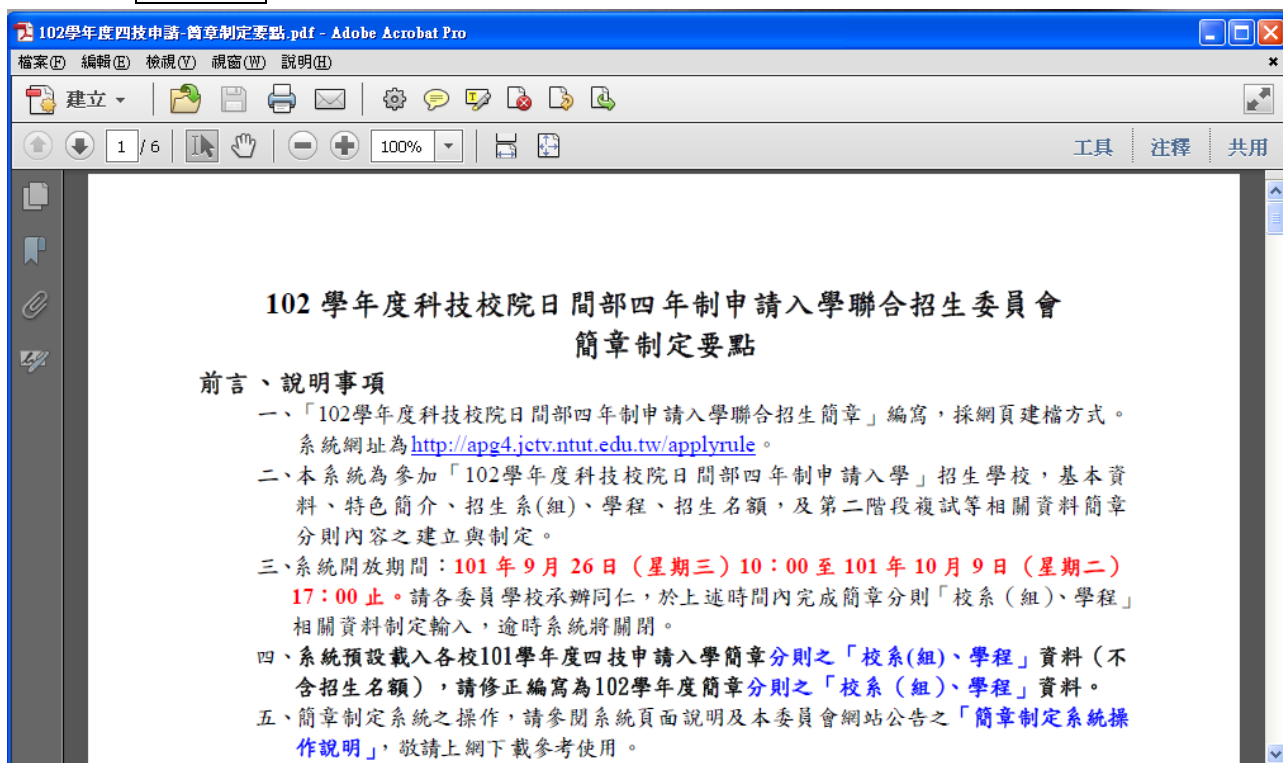 102學年度四技申請-簡章制定要點.pdf - Adobe Acrobat Pro
檔案(F) 編輯(E) 檢視(V) 視窗(W) 說明(H)
建立
1 / 6 100% 工具 注釋 共用
102 學年度科技校院日間部四年制申請入學聯合招生委員會
簡章制定要點
前言、說明事項
一、「102學年度科技校院日間部四年制申請入學聯合招生簡章」編寫，採網頁建檔方式。
系統網址為http://apg4.jctv.ntut.edu.tw/applyrule。
二、本系統為參加「102學年度科技校院日間部四年制申請入學」招生學校，基本資
料、特色簡介、招生系(組)、學程、招生名額，及第二階段複試等相關資料簡章
分則內容之建立與制定。
三、系統開放期間：101 年 9 月 26 日（星期三）10：00 至 101 年 10 月 9 日（星期二）
17：00 止。請各委員學校承辦同仁，於上述時間內完成簡章分則「校系（組）、學程」
相關資料制定輸入，逾時系統將關閉。
四、系統預設載入各校101學年度四技申請入學簡章分則之「校系(組)、學程」資料（不
含招生名額），請修正編寫為102學年度簡章分則之「校系（組）、學程」資料。
五、簡章制定系統之操作，請參閱系統頁面說明及本委員會網站公告之「簡章制定系統操
作說明」，敬請上網下載參考使用。